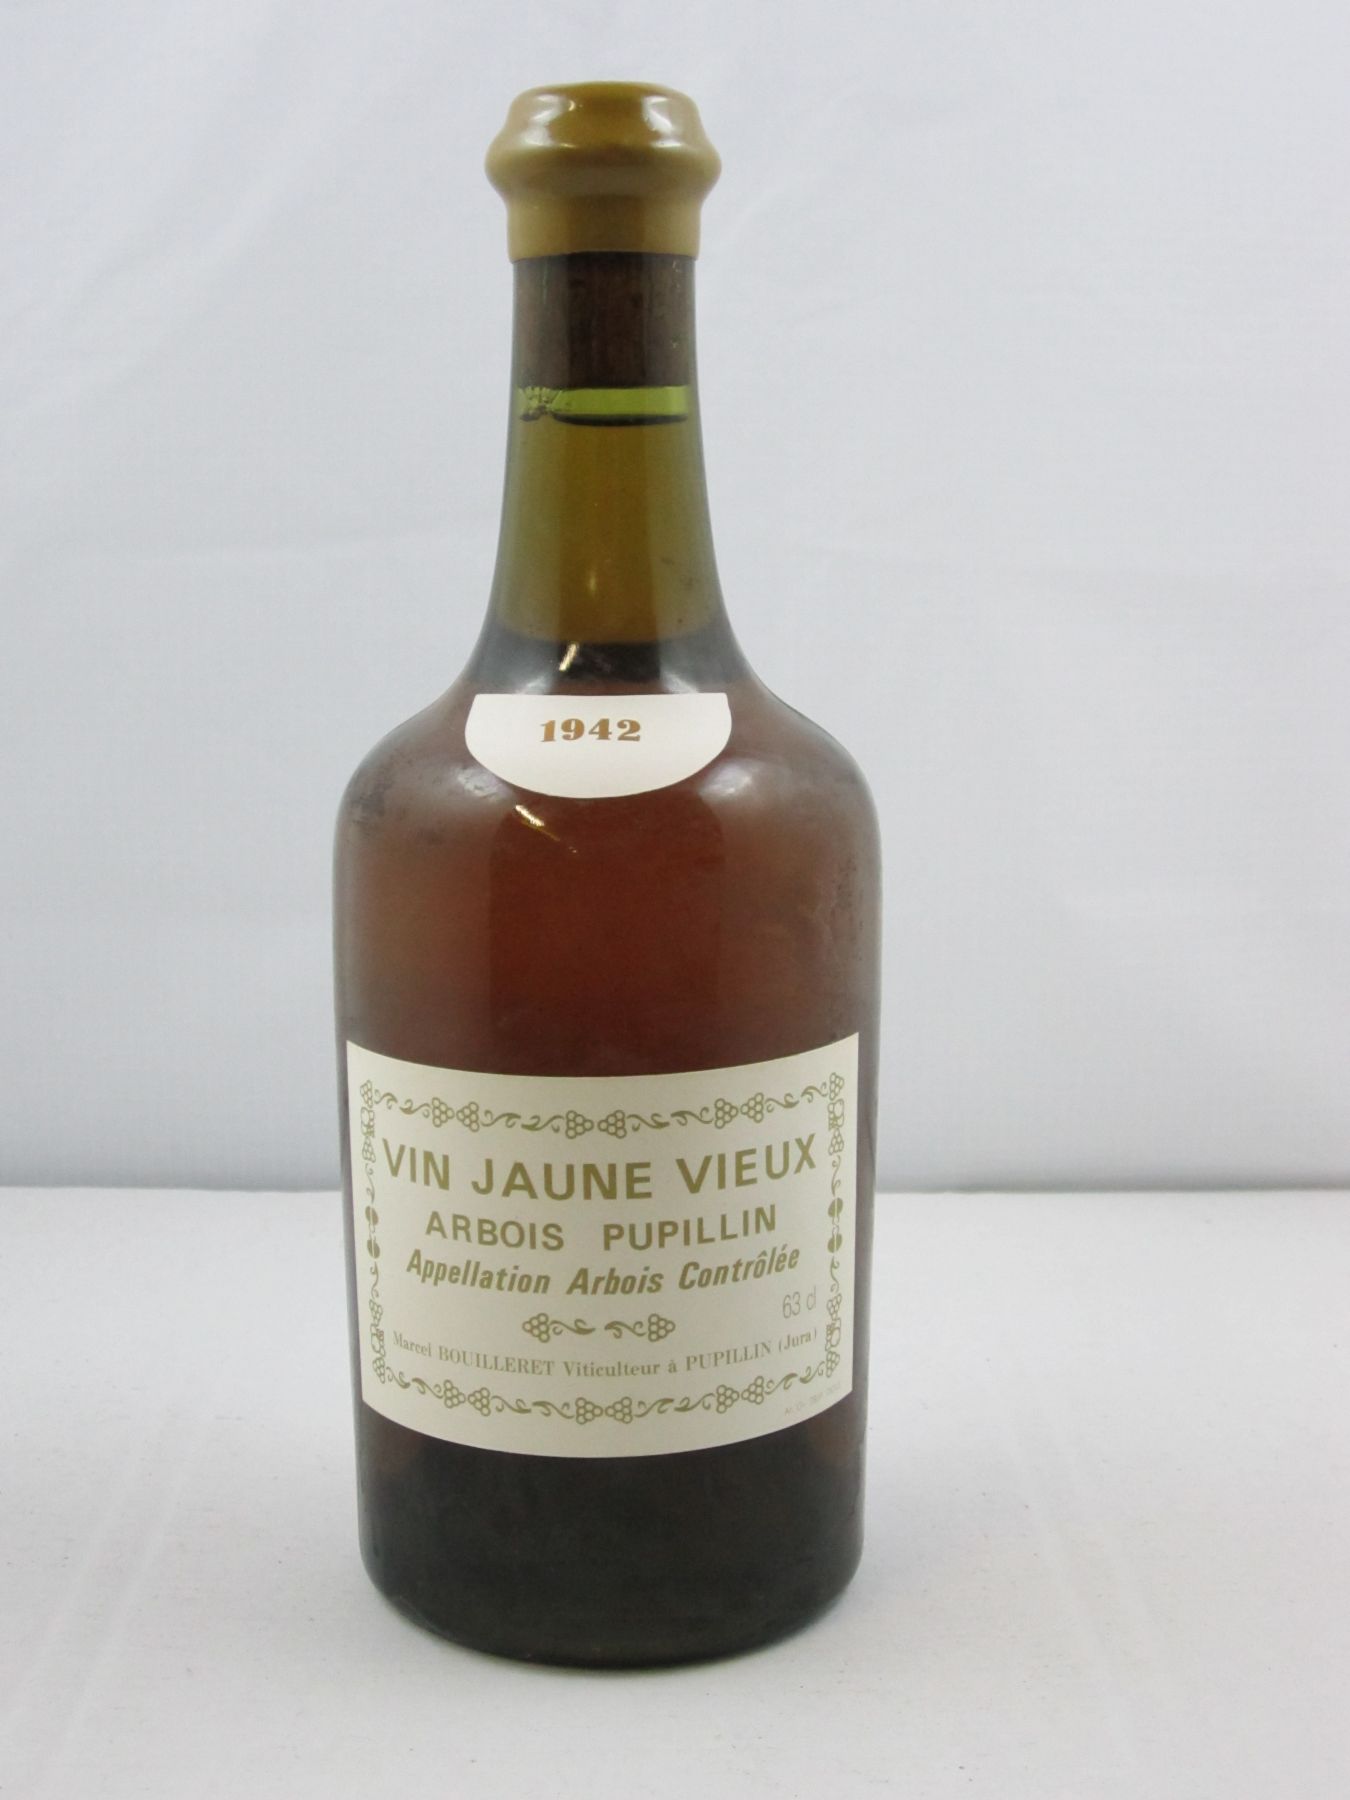 1942
VIN JAUNE VIEUX
ARBOIS PUPILLIN
Appellation Arbois Contrôlée
63 cl
Marcel BOUILLERET Viticulteur à PUPILLIN (Jura)